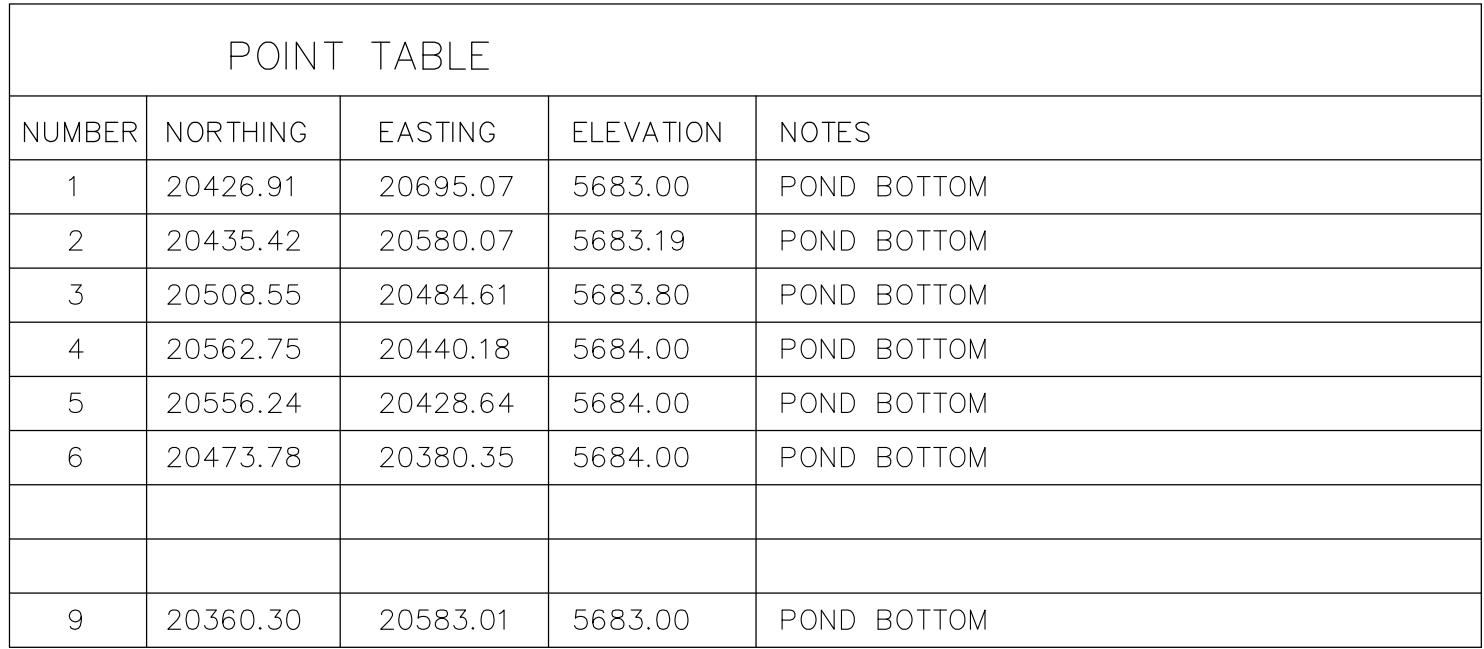 POINT TABLE
NUMBER NORTHING EASTING ELEVATION NOTES
1 20426.91 20695.07 5683.00 POND BOTTOM
2 20435.42 20580.07 5683.19 POND BOTTOM
3 20508.55 20484.61 5683.80 POND BOTTOM
4 20562.75 20440.18 5684.00 POND BOTTOM
5 20556.24 20428.64 5684.00 POND BOTTOM
6 20473.78 20380.35 5684.00 POND BOTTOM
9 20360.30 20583.01 5683.00 POND BOTTOM